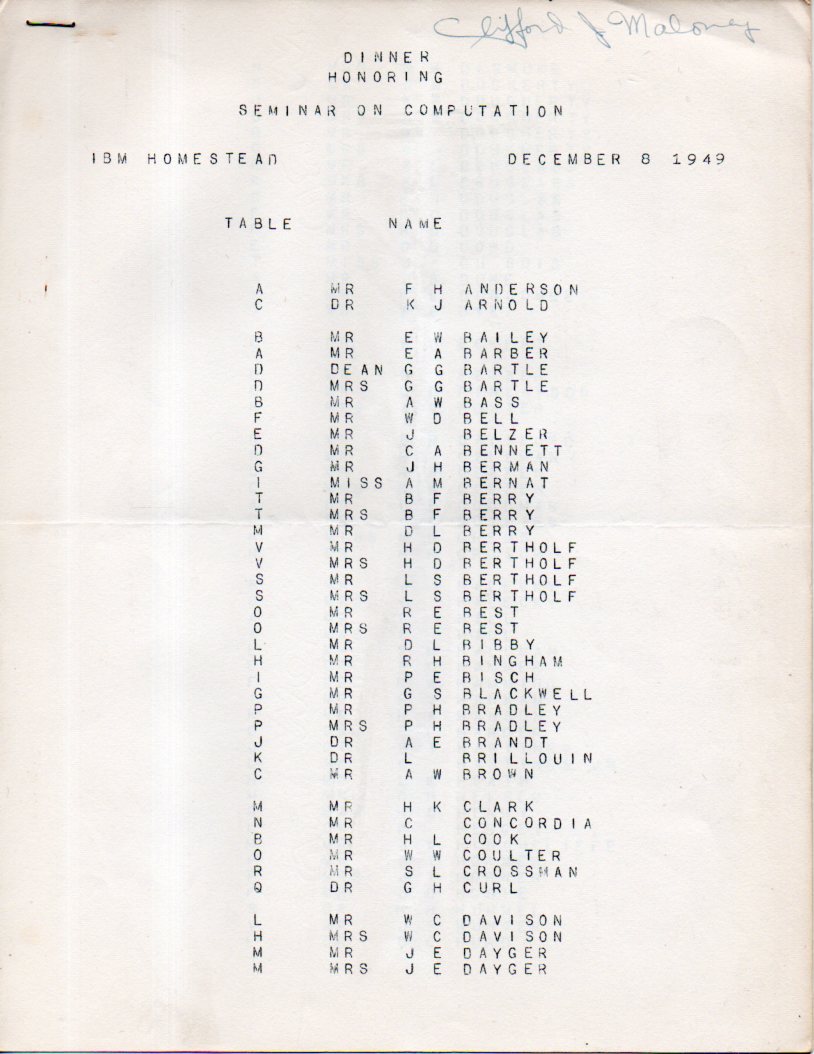 Clifford J Maloney
DINNER
HONORING
SEMINAR ON COMPUTATION
IBM HOMESTEAD DECEMBER 8 1949
TABLE NAME
A MR F H ANDERSON
C DR K J ARNOLD
B MR E W BAILEY
A MR E A BARBER
D DEAN G G BARTLE
D MRS G G BARTLE
B MR A W BASS
F MR W D BELL
E MR J BELZER
D MR C A BENNETT
G MR J H BERMAN
I MISS A M BERNAT
T MR B F BERRY
T MRS B F BERRY
M MR D L BERRY
V MR H D BERTHOLF
V MRS H D BERTHOLF
S MR L S BERTHOLF
S MRS L S BERTHOLF
O MR R E BEST
O MRS R E BEST
L MR D L BIBBY
H MR R H BINGHAM
I MR P E BISCH
G MR G S BLACKWELL
P MR P H BRADLEY
P MRS P H BRADLEY
J DR A E BRANDT
K DR L BRILLOUIN
C MR A W BROWN
M MR H K CLARK
N MR C CONCORDIA
B MR H L COOK
O MR W W COULTER
R MR S L CROSSMAN
Q DR G H CURL
L MR W C DAVISON
H MRS W C DAVISON
M MR J E DAYGER
M MRS J E DAYGER